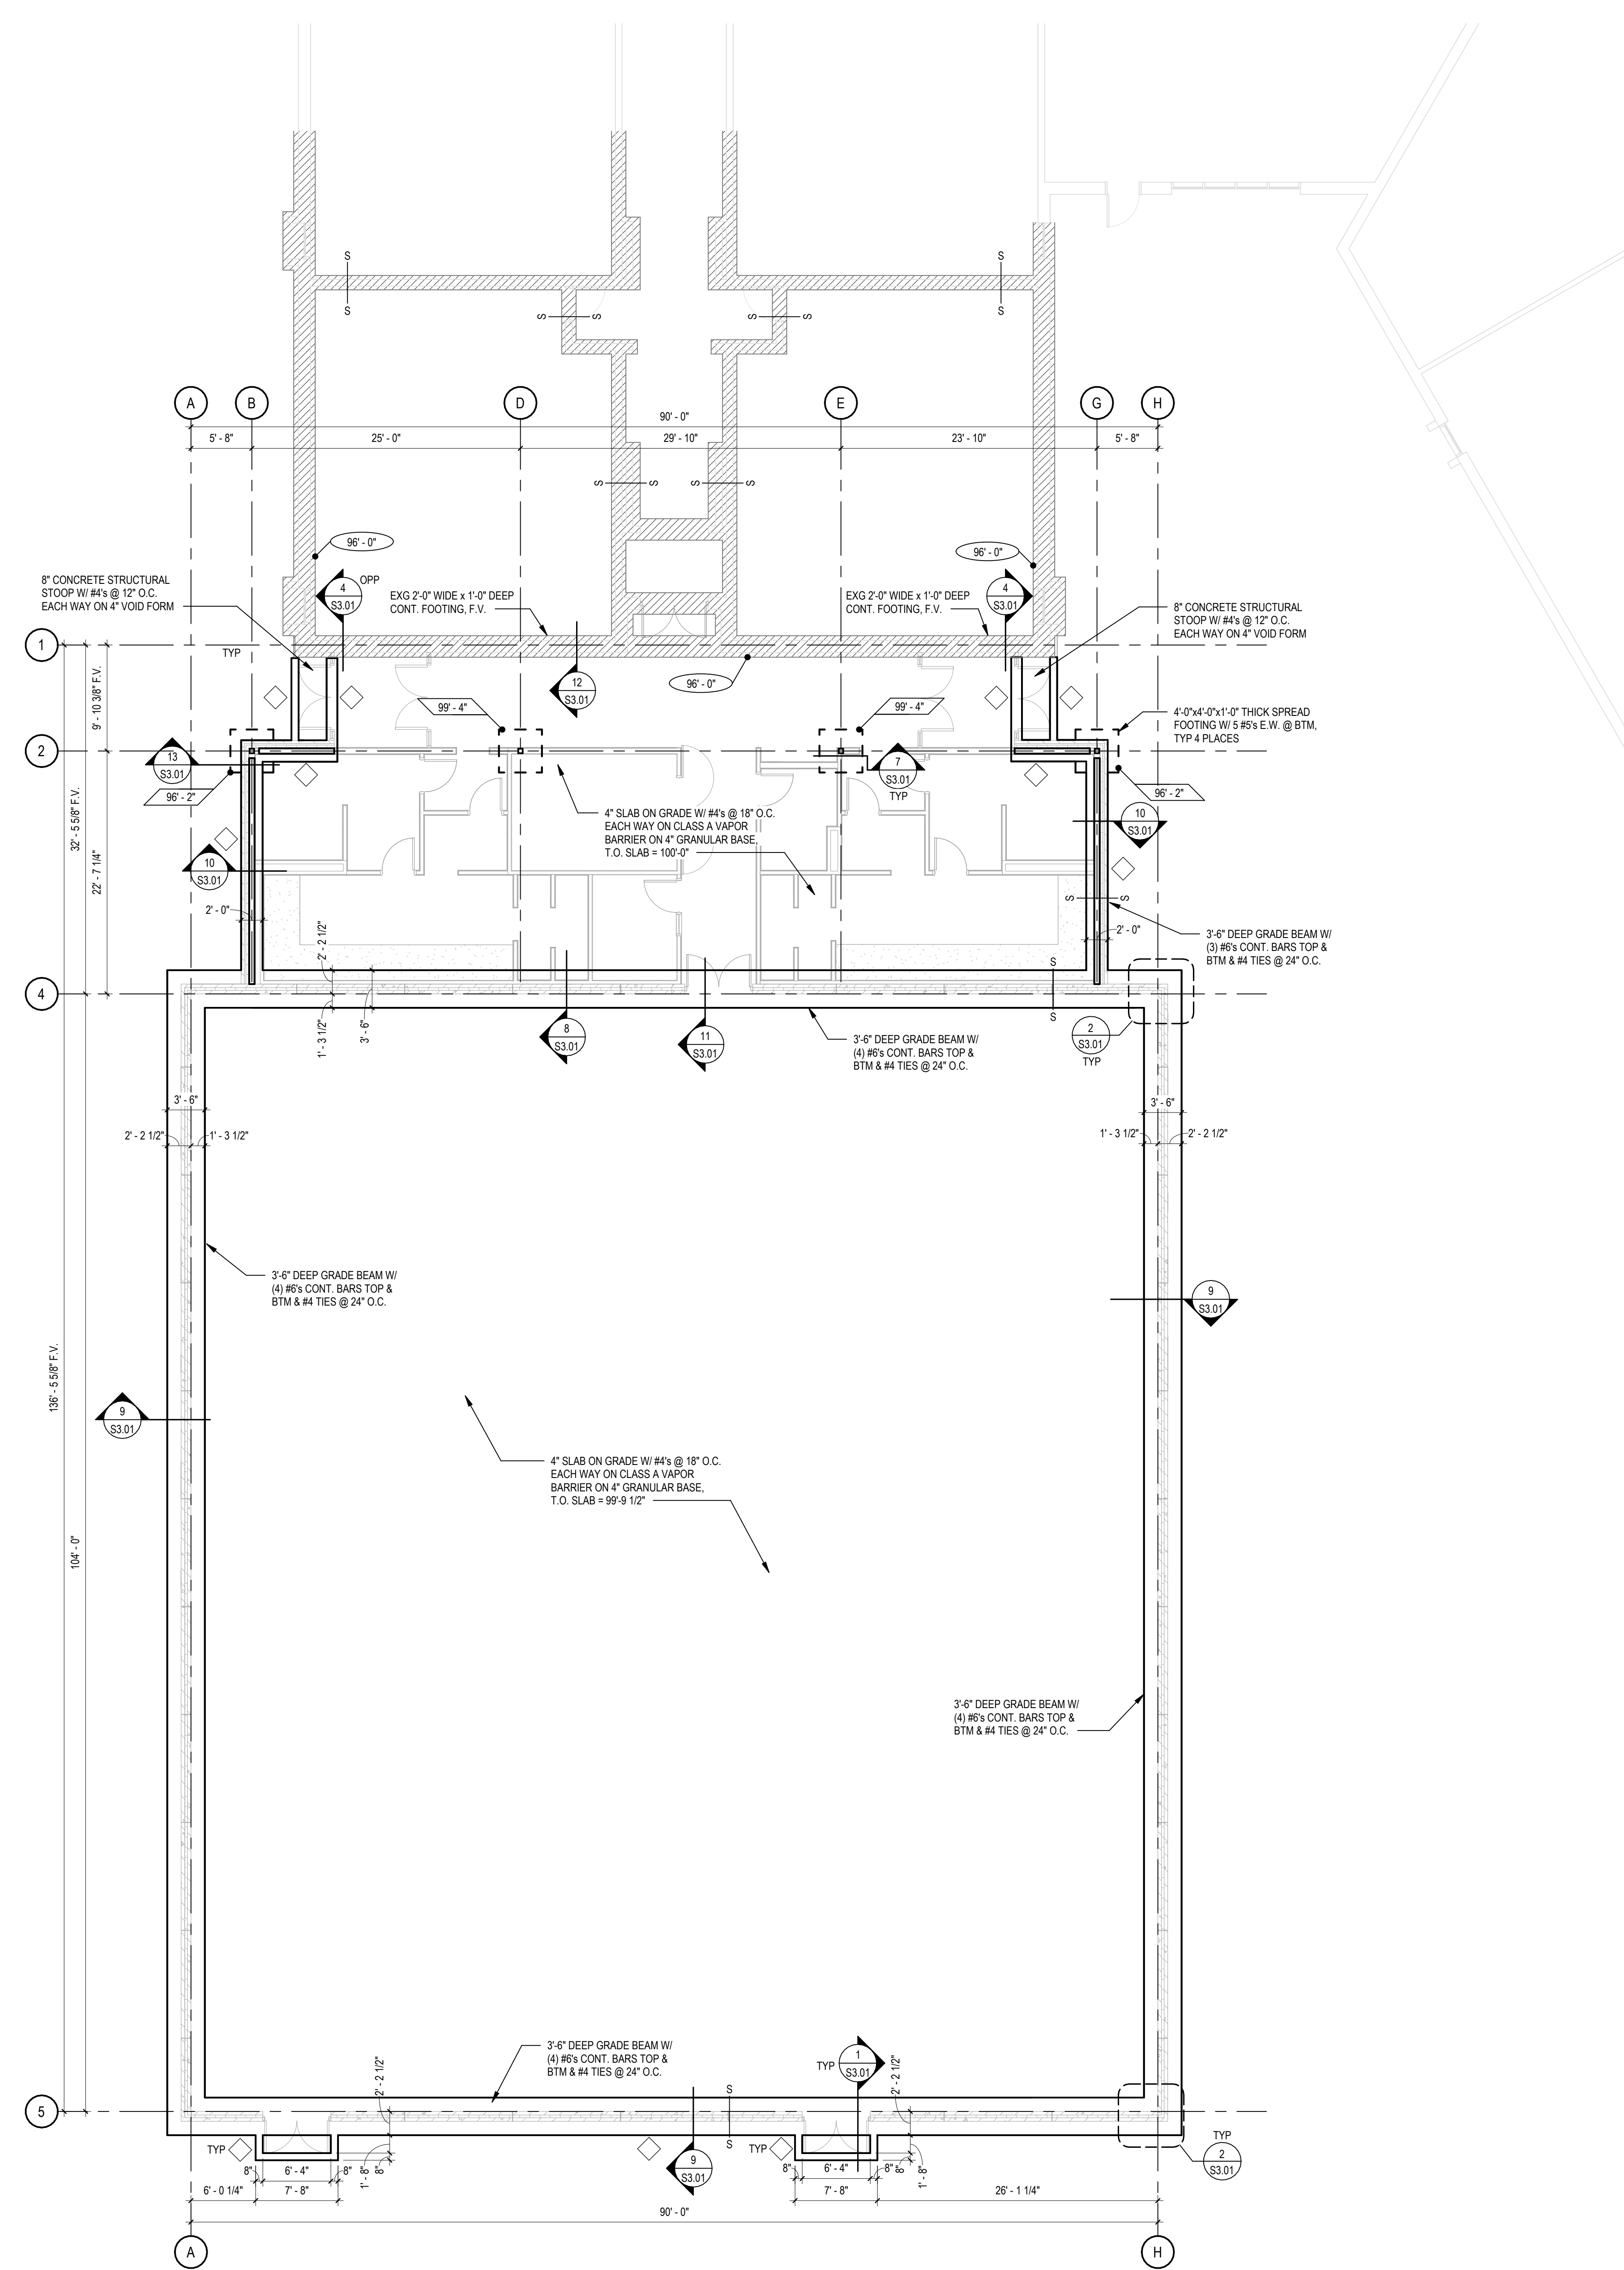 S
S
S
S
S S
S S
A
B
D
E
G
H
90' - 0"
5' - 8"
25' - 0"
29' - 10"
23' - 10"
5' - 8"
S S
S S
96' - 0"
96' - 0"
OPP
4
S3.01
4
S3.01
8" CONCRETE STRUCTURAL
STOOP W/ #4's @ 12" O.C.
EACH WAY ON 4" VOID FORM
EXG 2'-0" WIDE x 1'-0" DEEP
CONT. FOOTING, F.V.
EXG 2'-0" WIDE x 1'-0" DEEP
CONT. FOOTING, F.V.
8" CONCRETE STRUCTURAL
STOOP W/ #4's @ 12" O.C.
EACH WAY ON 4" VOID FORM
1
TYP
9' - 10 3/8" F.V.
12
S3.01
96' - 0"
99' - 4"
99' - 4"
4'-0"x4'-0"x1'-0" THICK SPREAD
FOOTING W/ 5 #5's E.W. @ BTM,
TYP 4 PLACES
2
13
S3.01
7
S3.01
TYP
96' - 2"
96' - 2"
32' - 5 5/8" F.V.
22' - 7 1/4"
4" SLAB ON GRADE W/ #4's @ 18" O.C.
EACH WAY ON CLASS A VAPOR
BARRIER ON 4" GRANULAR BASE,
T.O. SLAB = 100'-0"
10
S3.01
10
S3.01
S S
2' - 0"
2' - 0"
3'-6" DEEP GRADE BEAM W/
(3) #6's CONT. BARS TOP &
BTM & #4 TIES @ 24" O.C.
2' - 2 1/2"
S
4
1' - 3 1/2"
3' - 6"
S
8
S3.01
11
S3.01
3'-6" DEEP GRADE BEAM W/
(4) #6's CONT. BARS TOP &
BTM & #4 TIES @ 24" O.C.
2
S3.01
TYP
3' - 6"
3' - 6"
2' - 2 1/2"
1' - 3 1/2"
1' - 3 1/2"
2' - 2 1/2"
3'-6" DEEP GRADE BEAM W/
(4) #6's CONT. BARS TOP &
BTM & #4 TIES @ 24" O.C.
9
S3.01
136' - 5 5/8" F.V.
9
S3.01
104' - 0"
4" SLAB ON GRADE W/ #4's @ 18" O.C.
EACH WAY ON CLASS A VAPOR
BARRIER ON 4" GRANULAR BASE,
T.O. SLAB = 99'-9 1/2"
3'-6" DEEP GRADE BEAM W/
(4) #6's CONT. BARS TOP &
BTM & #4 TIES @ 24" O.C.
3'-6" DEEP GRADE BEAM W/
(4) #6's CONT. BARS TOP &
BTM & #4 TIES @ 24" O.C.
2' - 2 1/2"
TYP
1
S3.01
2' - 2 1/2"
S
5
S
TYP
TYP
TYP
2
S3.01
9
S3.01
8"
6' - 4"
8"
8"
1' - 8"
8"
6' - 4"
8"
8"
1' - 8"
6' - 0 1/4"
7' - 8"
7' - 8"
26' - 1 1/4"
90' - 0"
A
H